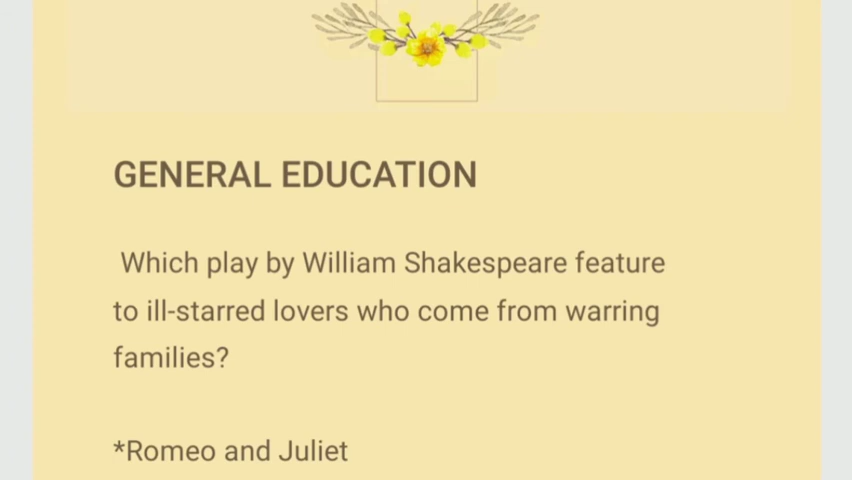 GENERAL EDUCATION
Which play by William Shakespeare feature
to ill-starred lovers who come from warring
families?
*Romeo and Juliet